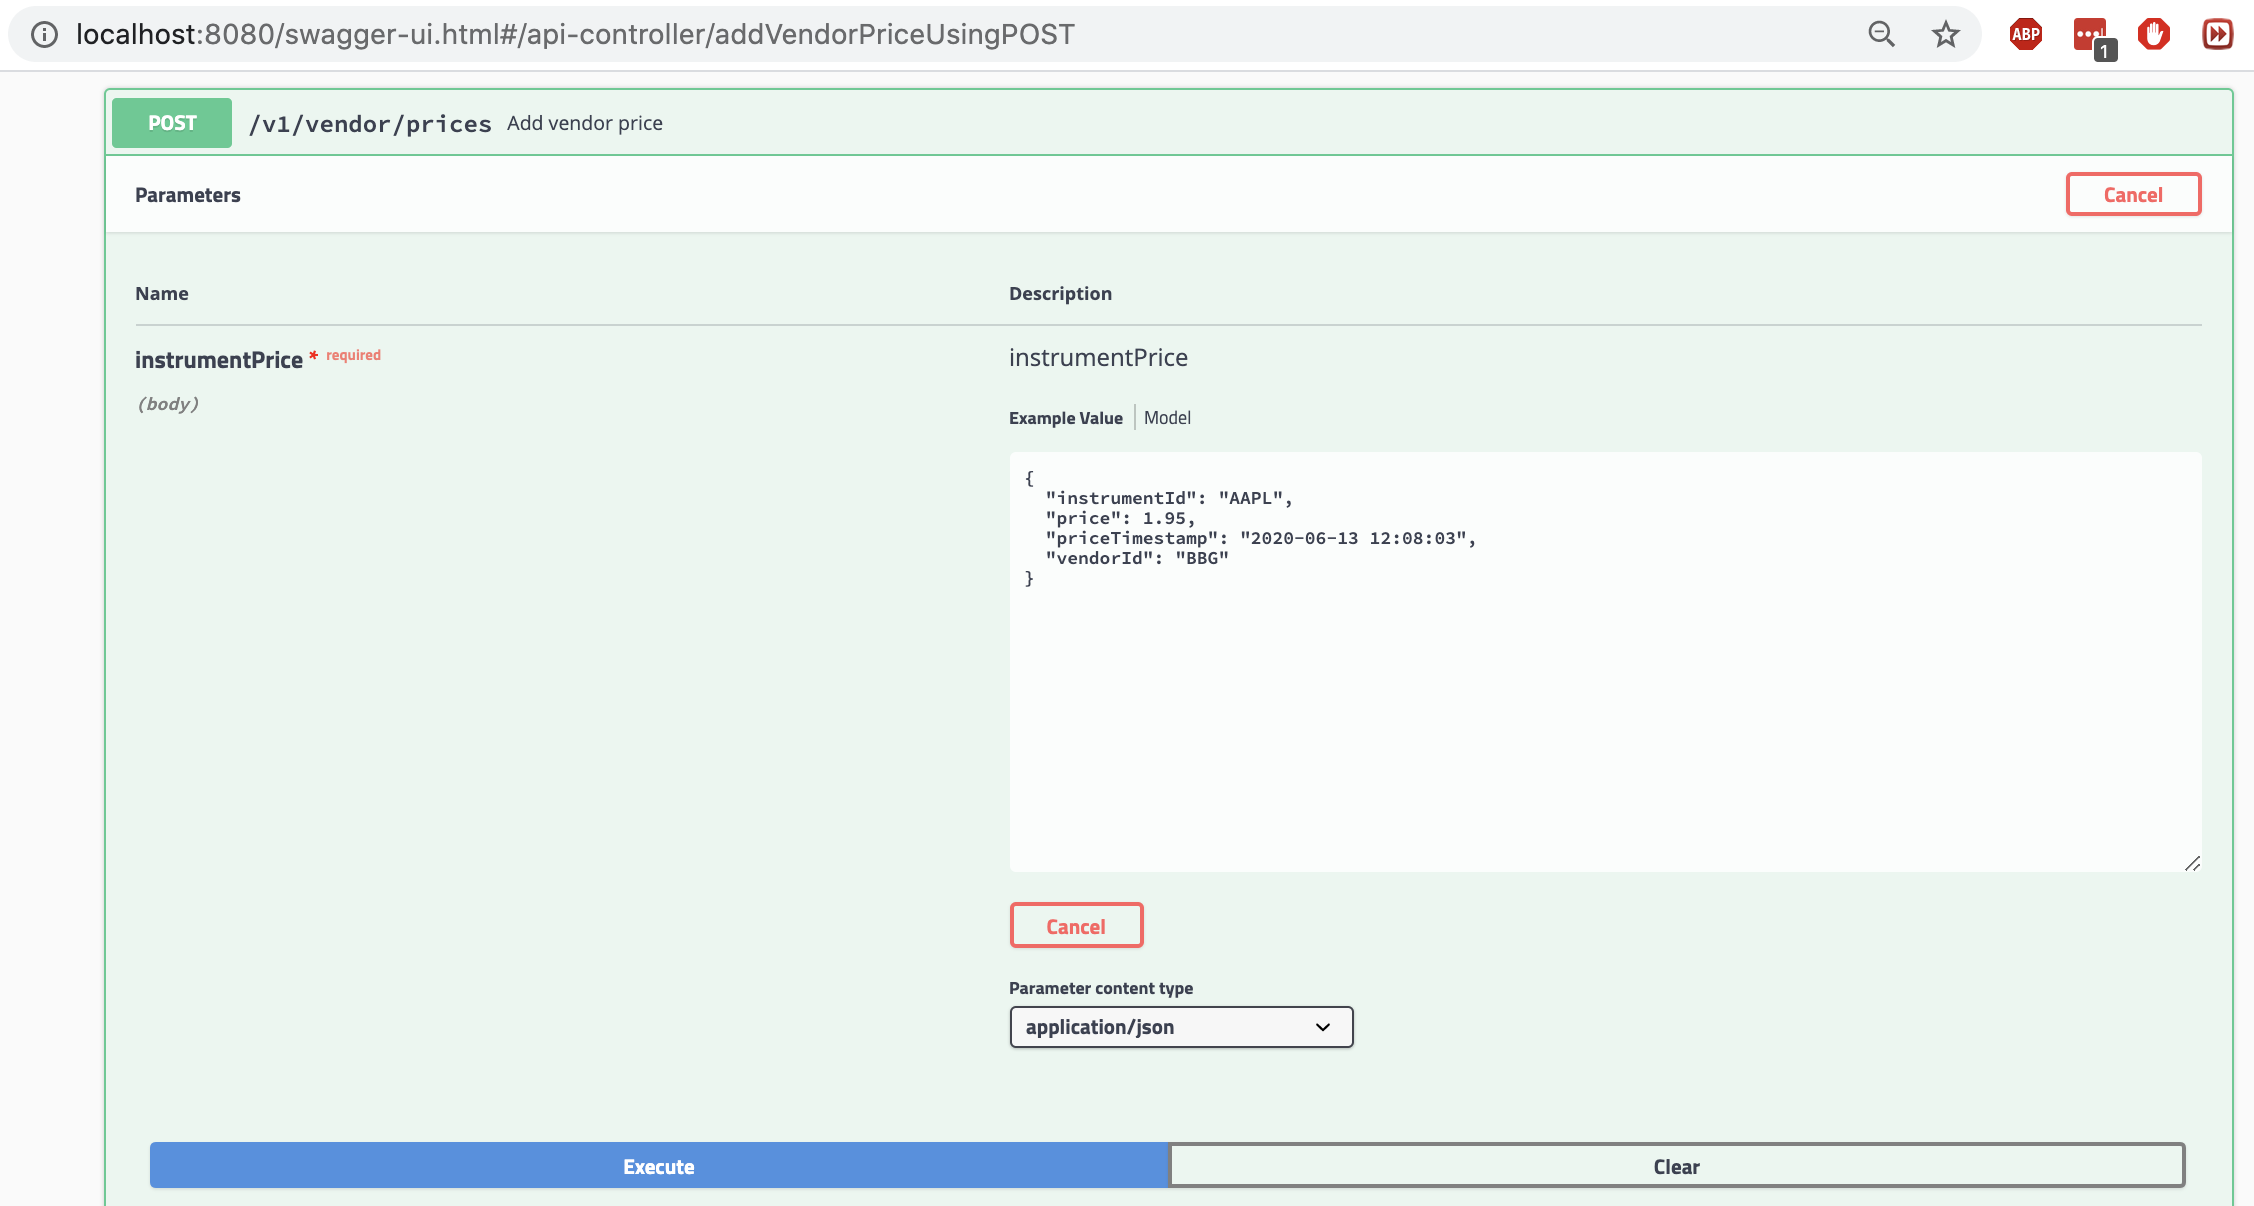 localhost:8080/swagger-ui.html#/api-controller/addVendorPriceUsingPOST
ABP
1
POST /v1/vendor/prices Add vendor price
Parameters
Cancel
Name Description
instrumentPrice * required
(body)
instrumentPrice
Example Value Model
{
  "instrumentId": "AAPL",
  "price": 1.95,
  "priceTimestamp": "2020-06-13 12:08:03",
  "vendorId": "BBG"
}
Cancel
Parameter content type
application/json
Execute Clear